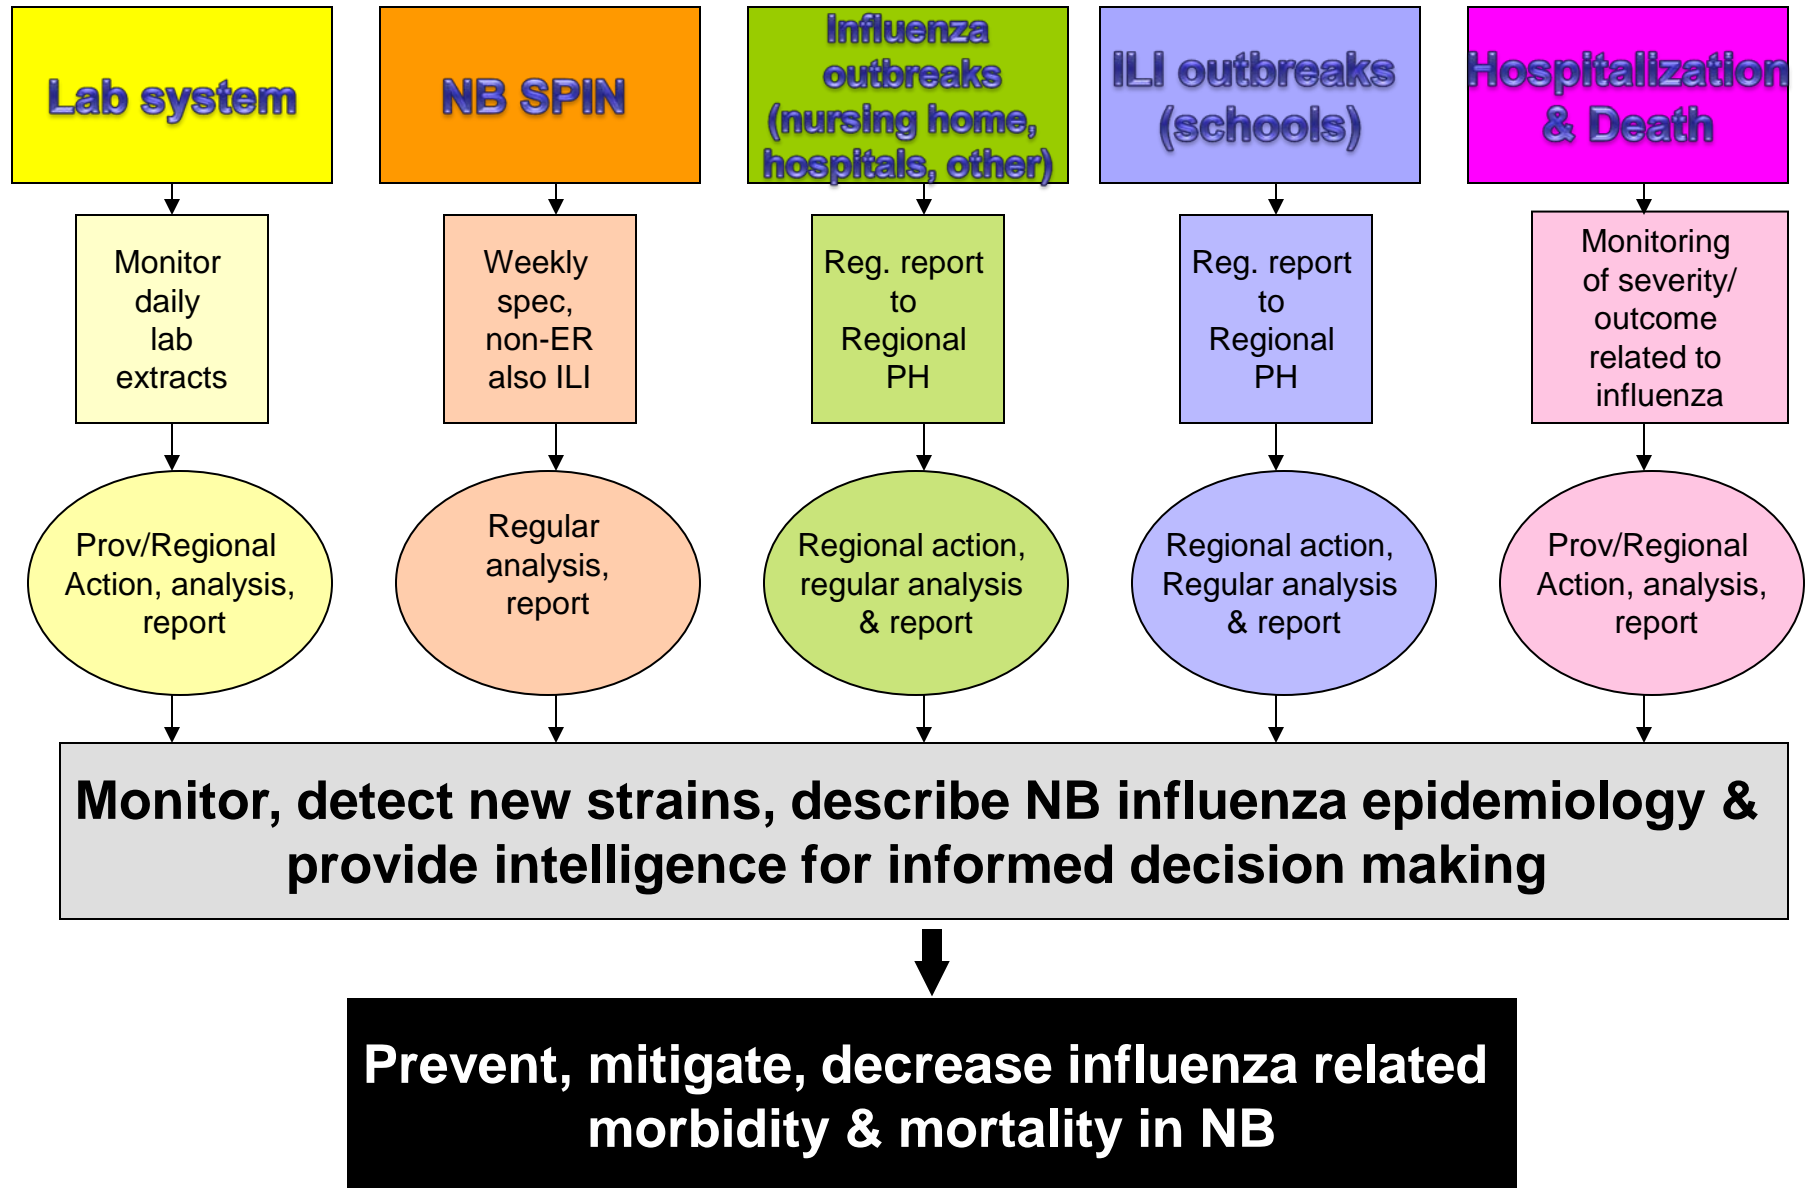 Lab system
NB SPIN
Influenza
outbreaks
(nursing home,
hospitals, other)
ILI outbreaks
(schools)
Hospitalization
& Death
Monitor
daily
lab
extracts
Weekly
spec,
non-ER
also ILI
Reg. report
to
Regional
PH
Reg. report
to
Regional
PH
Monitoring
of severity/
outcome
related to
influenza
Prov/Regional
Action, analysis,
report
Regular
analysis,
report
Regional action,
regular analysis
& report
Regional action,
Regular analysis
& report
Prov/Regional
Action, analysis,
report
Monitor, detect new strains, describe NB influenza epidemiology &
provide intelligence for informed decision making
Prevent, mitigate, decrease influenza related
morbidity & mortality in NB